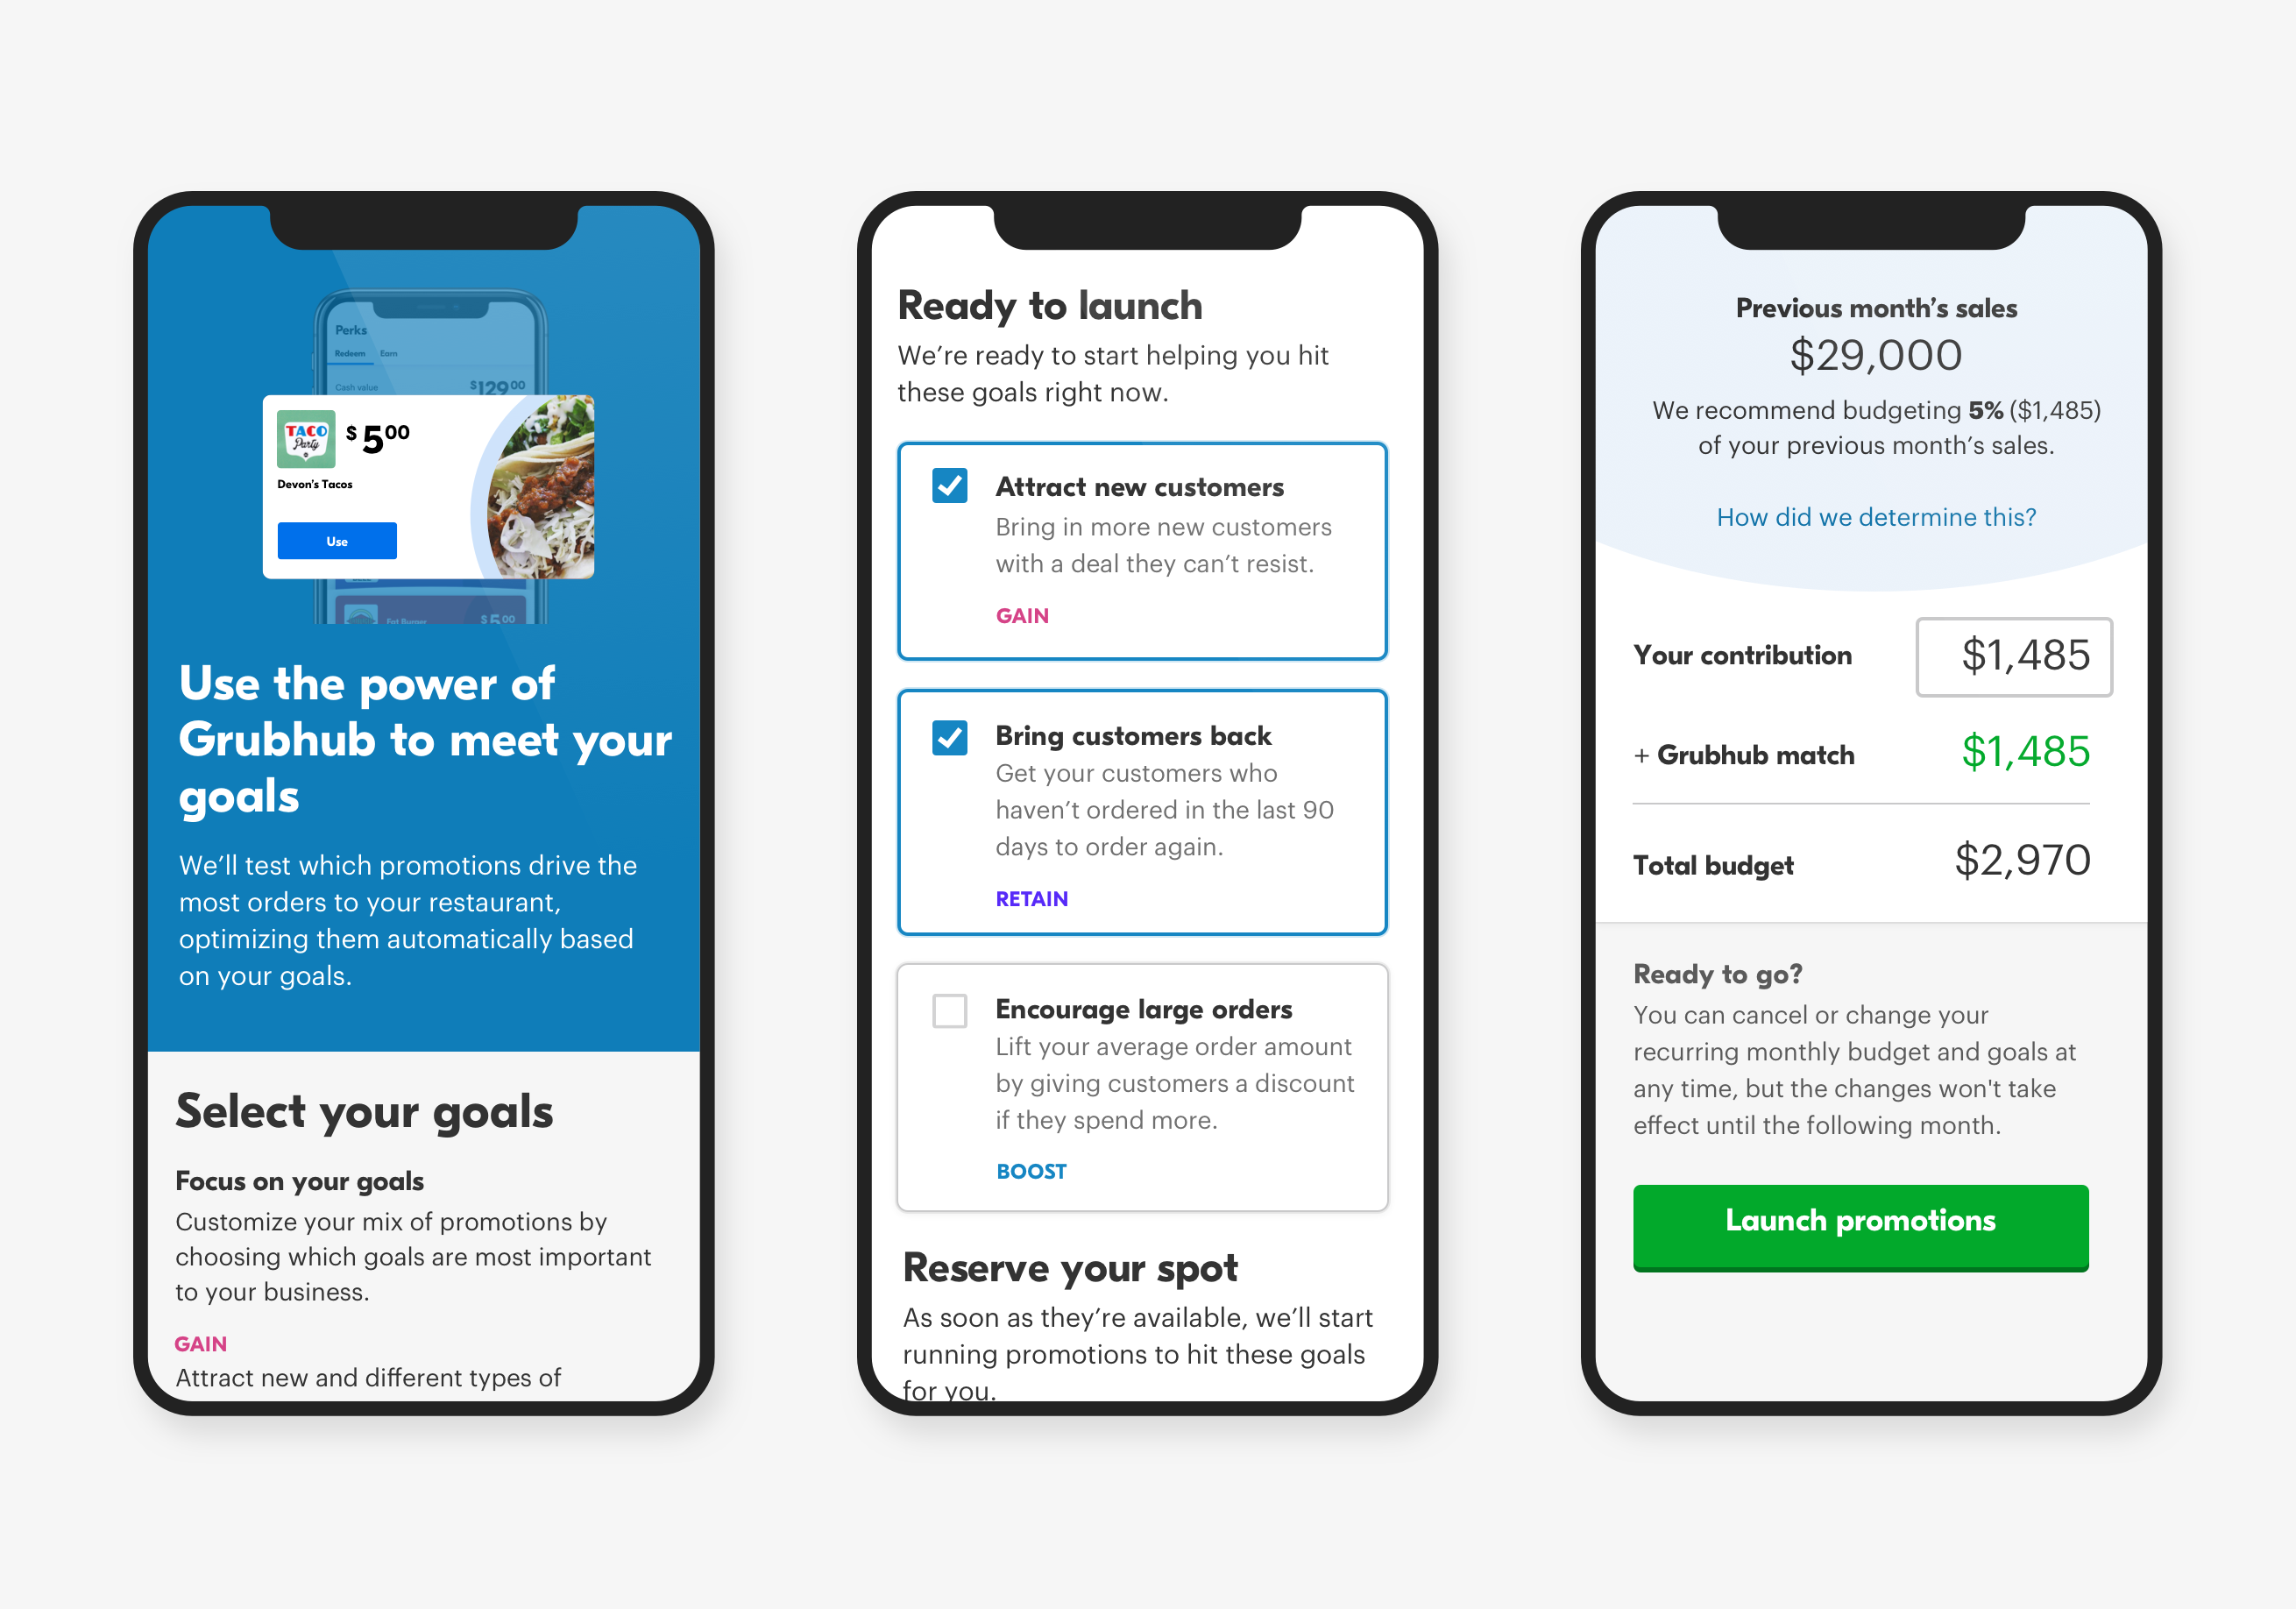 Perks
Redeem Earn
Cash value $129.00
TACO
Party
$5.00
Devon's Tacos
Use
Fat Burger $5.00
Use the power of
Grubhub to meet your
goals
We'll test which promotions drive the
most orders to your restaurant,
optimizing them automatically based
on your goals.
Select your goals
Focus on your goals
Customize your mix of promotions by
choosing which goals are most important
to your business.
GAIN
Attract new and different types of
Ready to launch
We're ready to start helping you hit
these goals right now.
Attract new customers
Bring in more new customers
with a deal they can't resist.
GAIN
Bring customers back
Get your customers who
haven't ordered in the last 90
days to order again.
RETAIN
Encourage large orders
Lift your average order amount
by giving customers a discount
if they spend more.
BOOST
Reserve your spot
As soon as they're available, we'll start
running promotions to hit these goals
for you.
Previous month's sales
$29,000
We recommend budgeting 5% ($1,485)
of your previous month's sales.
How did we determine this?
Your contribution $1,485
+ Grubhub match $1,485
Total budget $2,970
Ready to go?
You can cancel or change your
recurring monthly budget and goals at
any time, but the changes won't take
effect until the following month.
Launch promotions